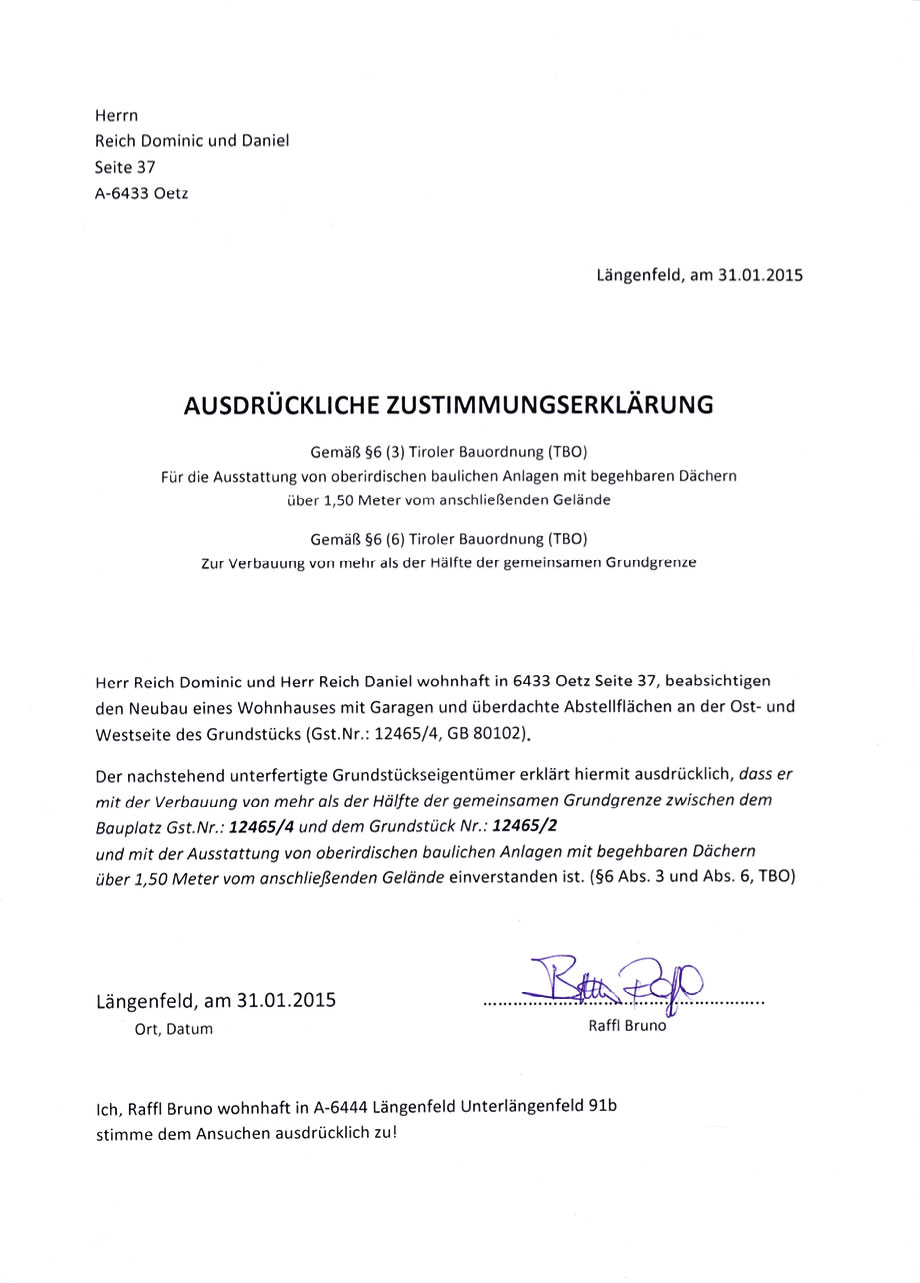 Herrn
Reich Dominic und Daniel
Seite 37
A-6433 Oetz
Längenfeld, am 31.01.2015
AUSDRÜCKLICHE ZUSTIMMUNGSERKLÄRUNG
Gemäß §6 (3) Tiroler Bauordnung (TBO)
Für die Ausstattung von oberirdischen baulichen Anlagen mit begehbaren Dächern
über 1,50 Meter vom anschließenden Gelände
Gemäß §6 (6) Tiroler Bauordnung (TBO)
Zur Verbauung von mehr als der Hälfte der gemeinsamen Grundgrenze
Herr Reich Dominic und Herr Reich Daniel wohnhaft in 6433 Oetz Seite 37, beabsichtigen
den Neubau eines Wohnhauses mit Garagen und überdachte Abstellflächen an der Ost- und
Westseite des Grundstücks (Gst.Nr.: 12465/4, GB 80102).
Der nachstehend unterfertigte Grundstückseigentümer erklärt hiermit ausdrücklich, dass er
mit der Verbauung von mehr als der Hälfte der gemeinsamen Grundgrenze zwischen dem
Bauplatz Gst.Nr.: 12465/4 und dem Grundstück Nr.: 12465/2
und mit der Ausstattung von oberirdischen baulichen Anlagen mit begehbaren Dächern
über 1,50 Meter vom anschließenden Gelände einverstanden ist. (§6 Abs. 3 und Abs. 6, TBO)
Längenfeld, am 31.01.2015
Ort, Datum
Raffl Bruno
Ich, Raffl Bruno wohnhaft in A-6444 Längenfeld Unterlängenfeld 91b
stimme dem Ansuchen ausdrücklich zu!